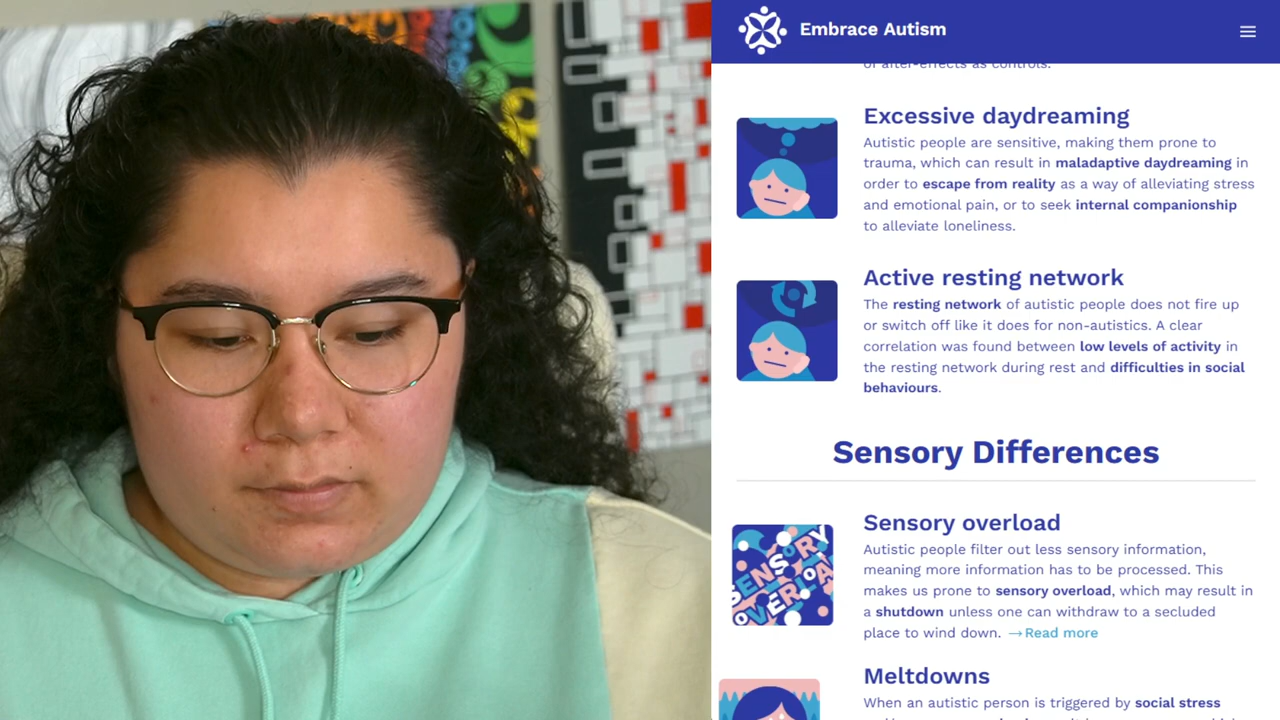 Embrace Autism
of after-effects as controls.
Excessive daydreaming
Autistic people are sensitive, making them prone to
trauma, which can result in maladaptive daydreaming in
order to escape from reality as a way of alleviating stress
and emotional pain, or to seek internal companionship
to alleviate loneliness.
Active resting network
The resting network of autistic people does not fire up
or switch off like it does for non-autistics. A clear
correlation was found between low levels of activity in
the resting network during rest and difficulties in social
behaviours.
Sensory Differences
Sensory overload
SENSORY
OVERLOA
Autistic people filter out less sensory information,
meaning more information has to be processed. This
makes us prone to sensory overload, which may result in
a shutdown unless one can withdraw to a secluded
place to wind down. →Read more
Meltdowns
When an autistic person is triggered by social stress